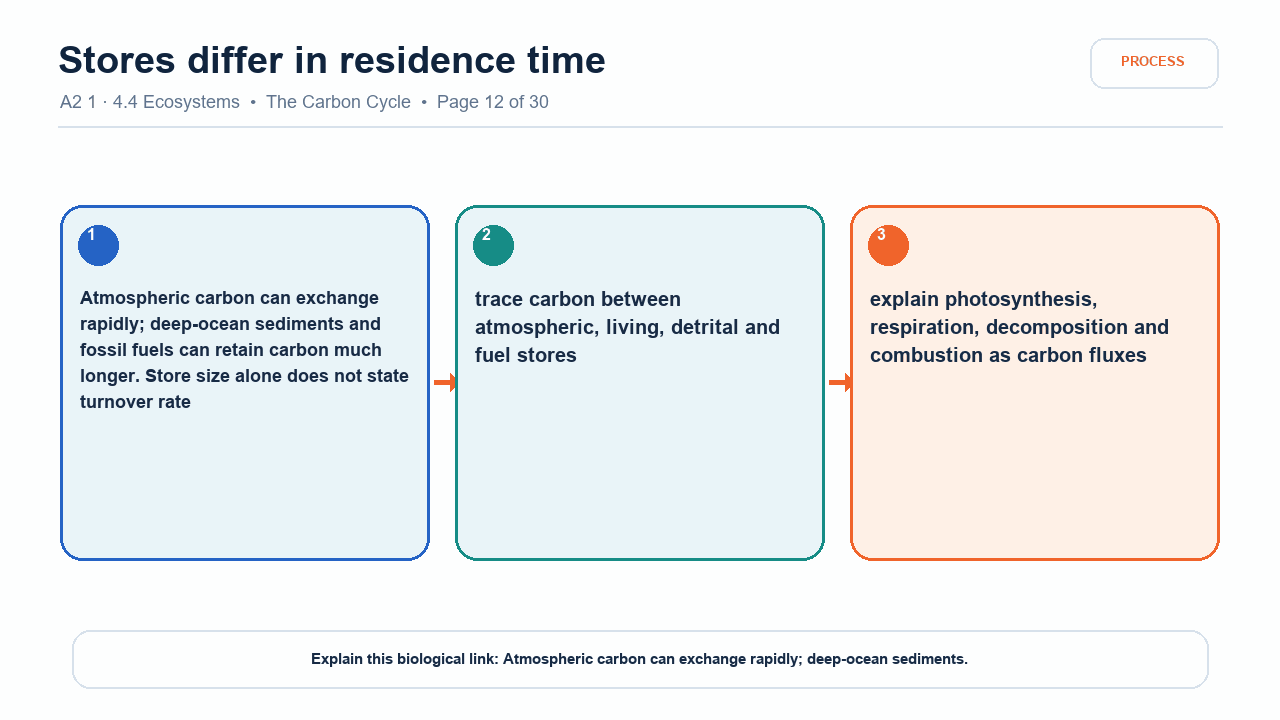 Stores differ in residence time
PROCESS
A2 1 · 4.4 Ecosystems • The Carbon Cycle • Page 12 of 30
1
Atmospheric carbon can exchange
rapidly; deep-ocean sediments and
fossil fuels can retain carbon much
longer. Store size alone does not state
turnover rate
2
trace carbon between
atmospheric, living, detrital and
fuel stores
3
explain photosynthesis,
respiration, decomposition and
combustion as carbon fluxes
Explain this biological link: Atmospheric carbon can exchange rapidly; deep-ocean sediments.